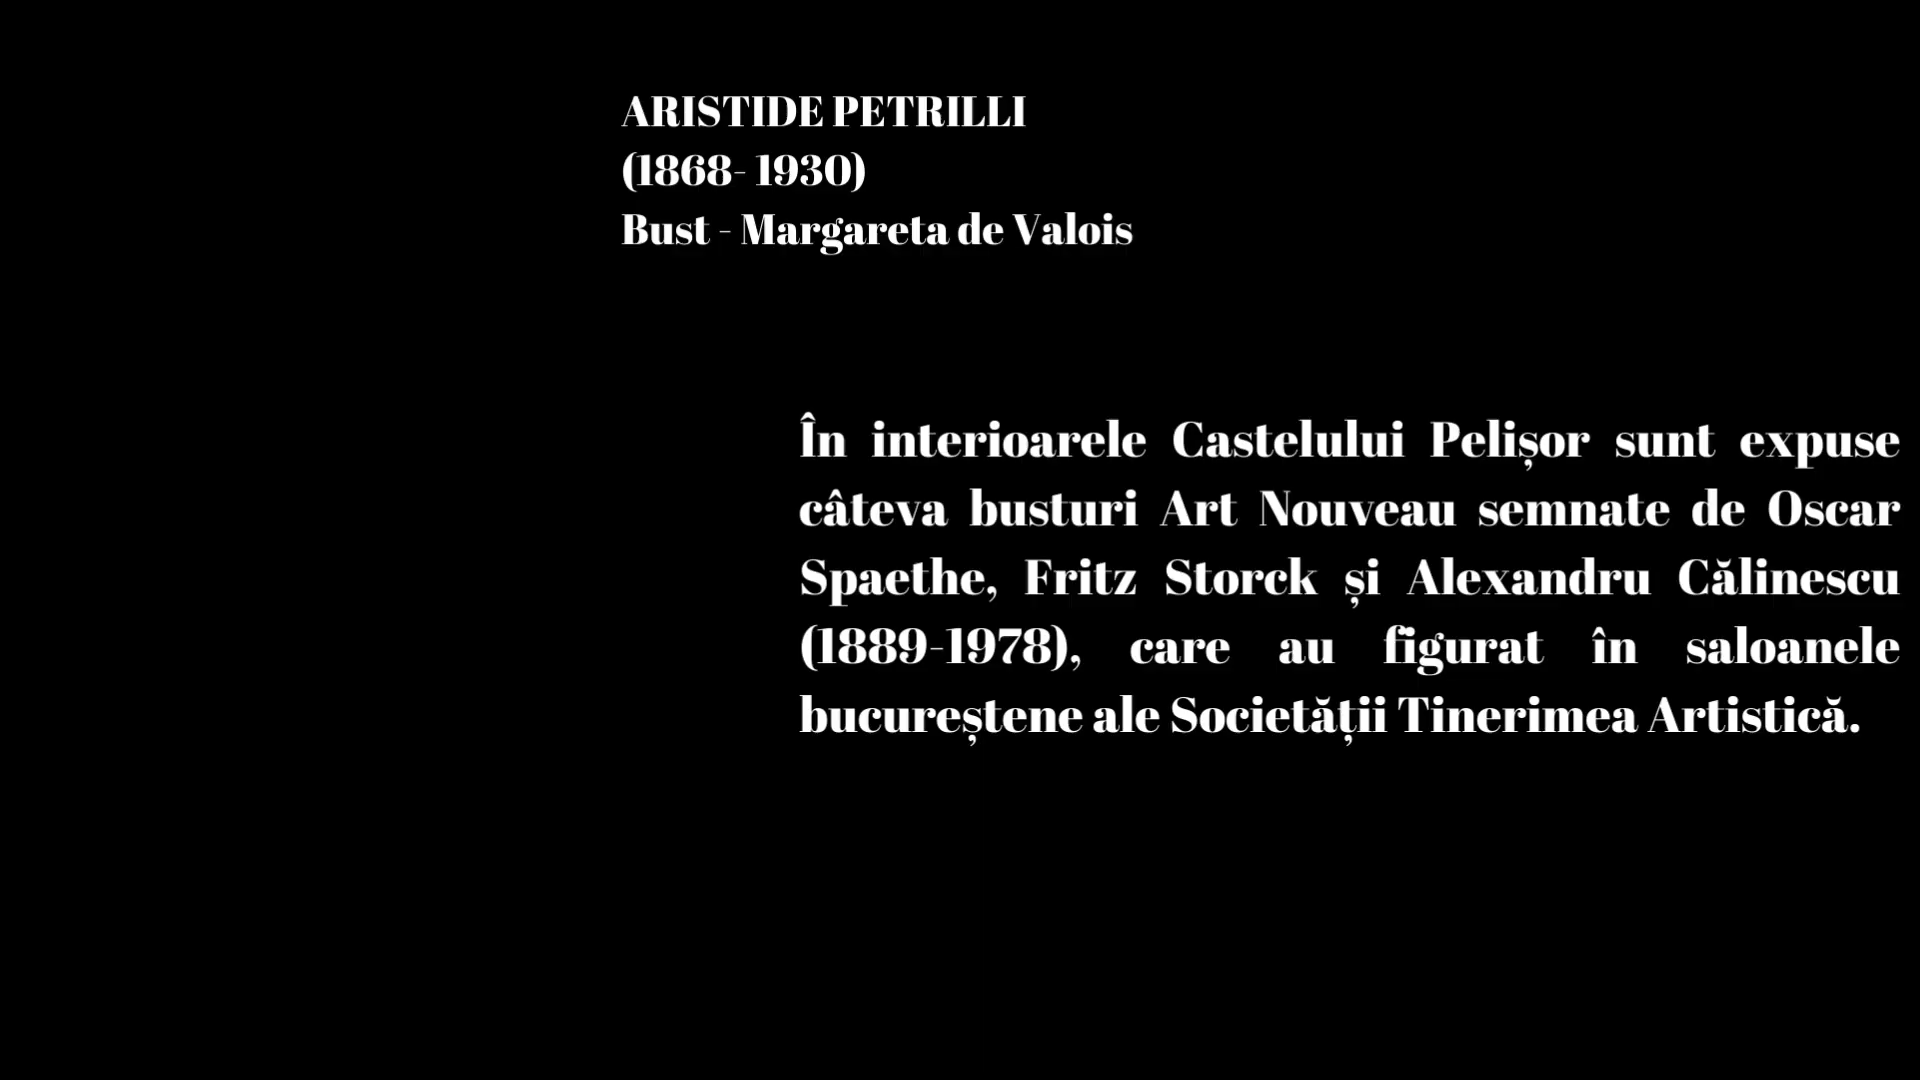 ARISTIDE PETRILLI
(1868- 1930)
Bust - Margareta de Valois
În interioarele Castelului Pelișor sunt expuse
câteva busturi Art Nouveau semnate de Oscar
Spaethe, Fritz Storck și Alexandru Călinescu
(1889-1978), care au figurat în saloanele
bucureștene ale Societății Tinerimea Artistică.